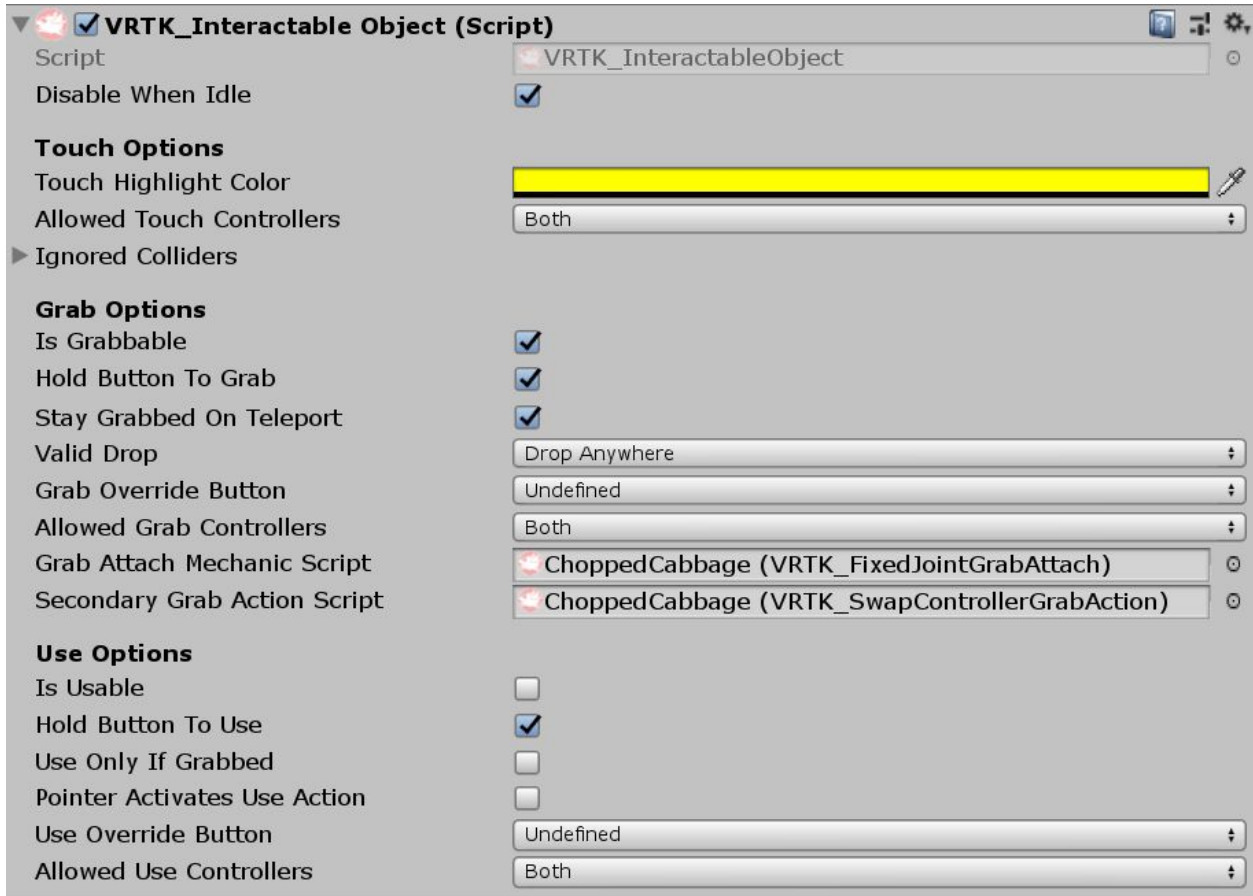 VRTK_Interactable Object (Script)
Script VRTK_InteractableObject
Disable When Idle
Touch Options
Touch Highlight Color
Allowed Touch Controllers Both
Ignored Colliders
Grab Options
Is Grabbable
Hold Button To Grab
Stay Grabbed On Teleport
Valid Drop Drop Anywhere
Grab Override Button Undefined
Allowed Grab Controllers Both
Grab Attach Mechanic Script ChoppedCabbage (VRTK_FixedJointGrabAttach)
Secondary Grab Action Script ChoppedCabbage (VRTK_SwapControllerGrabAction)
Use Options
Is Usable
Hold Button To Use
Use Only If Grabbed
Pointer Activates Use Action
Use Override Button Undefined
Allowed Use Controllers Both